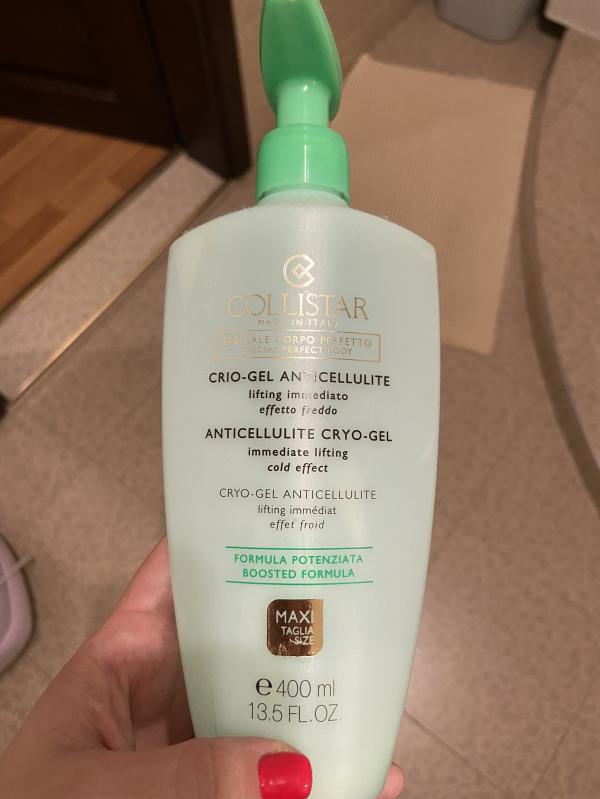 COLLISTAR
MADE IN ITALY
SPECIALE CORPO PERFETTO
SPECIAL PERFECT BODY
CRIO-GEL ANTICELLULITE
lifting immediato
effetto freddo
ANTICELLULITE CRYO-GEL
immediate lifting
cold effect
CRYO-GEL ANTICELLULITE
lifting immédiat
effet froid
FORMULA POTENZIATA
BOOSTED FORMULA
MAXI
TAGLIA
SIZE
℮ 400 ml
13.5 FL.OZ.